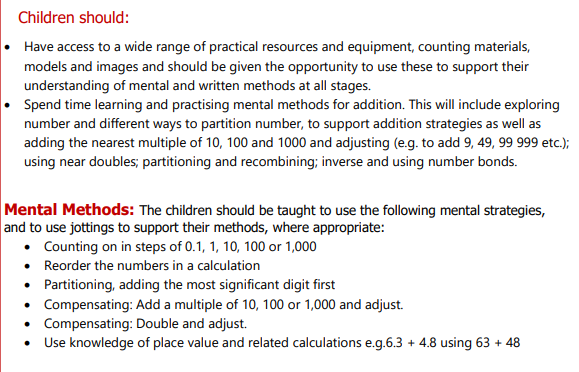 Children should:
• Have access to a wide range of practical resources and equipment, counting materials,
models and images and should be given the opportunity to use these to support their
understanding of mental and written methods at all stages.
• Spend time learning and practising mental methods for addition. This will include exploring
number and different ways to partition number, to support addition strategies as well as
adding the nearest multiple of 10, 100 and 1000 and adjusting (e.g. to add 9, 49, 99 999 etc.);
using near doubles; partitioning and recombining; inverse and using number bonds.
Mental Methods: The children should be taught to use the following mental strategies,
and to use jottings to support their methods, where appropriate:
• Counting on in steps of 0.1, 1, 10, 100 or 1,000
• Reorder the numbers in a calculation
• Partitioning, adding the most significant digit first
• Compensating: Add a multiple of 10, 100 or 1,000 and adjust.
• Compensating: Double and adjust.
• Use knowledge of place value and related calculations e.g.6.3 + 4.8 using 63 + 48